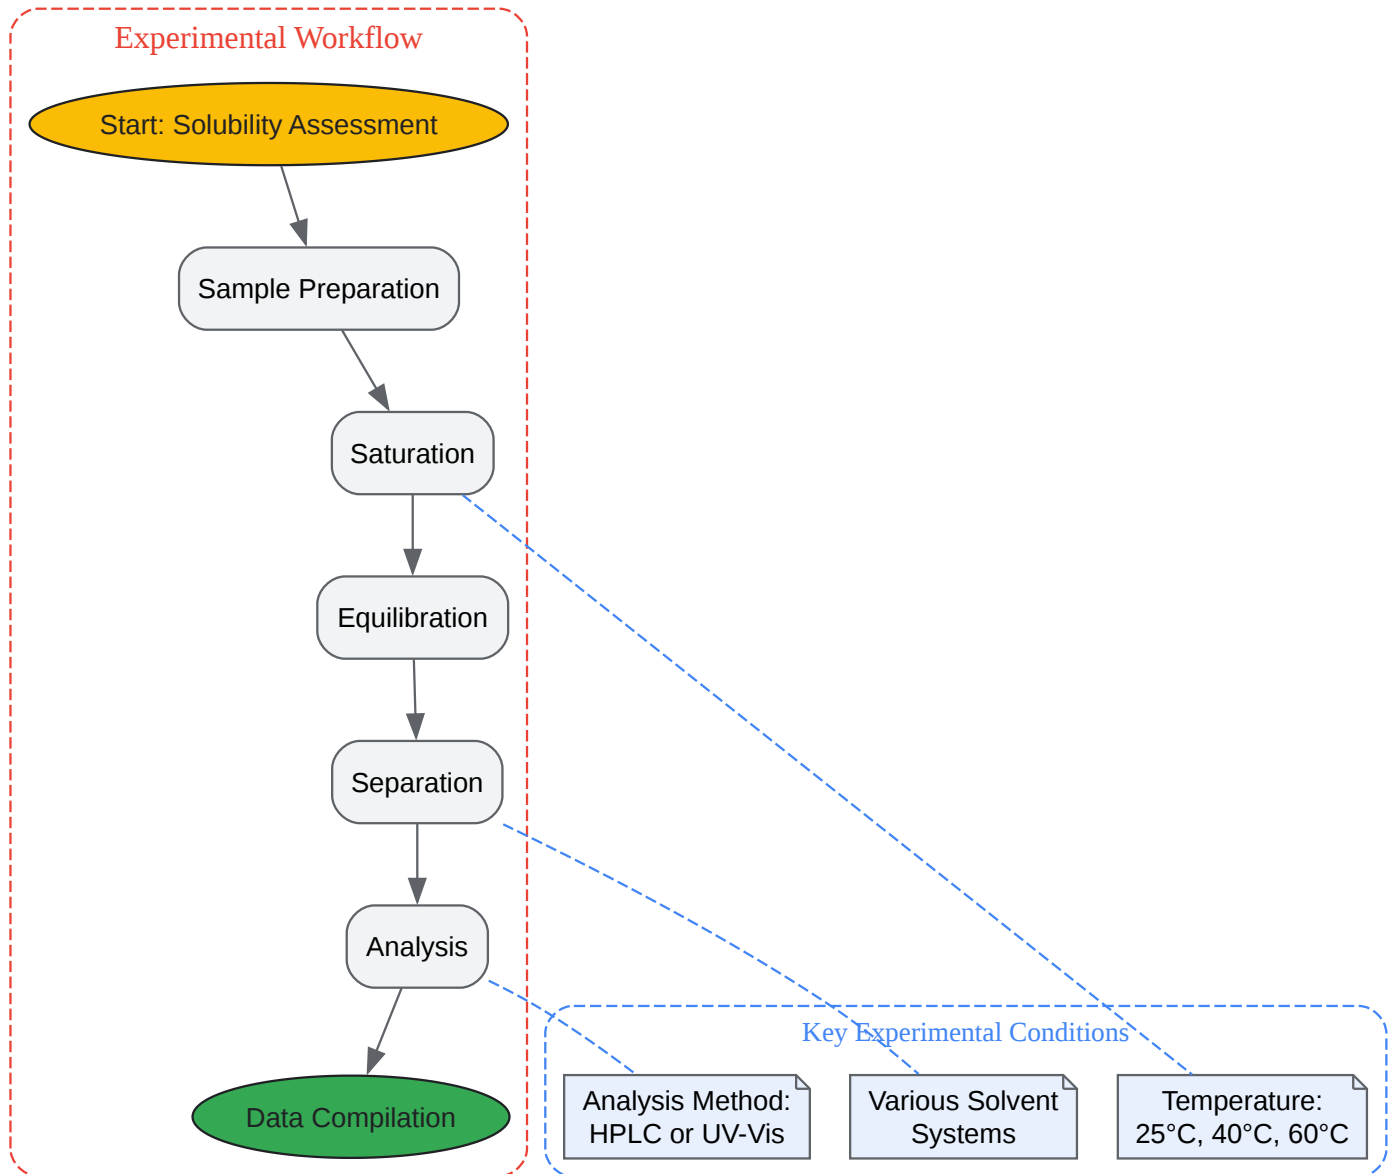 Experimental Workflow
Start: Solubility Assessment
Sample Preparation
Saturation
Equilibration
Separation
Analysis
Data Compilation
Key Experimental Conditions
Analysis Method:
HPLC or UV-Vis
Various Solvent
Systems
Temperature:
25°C, 40°C, 60°C